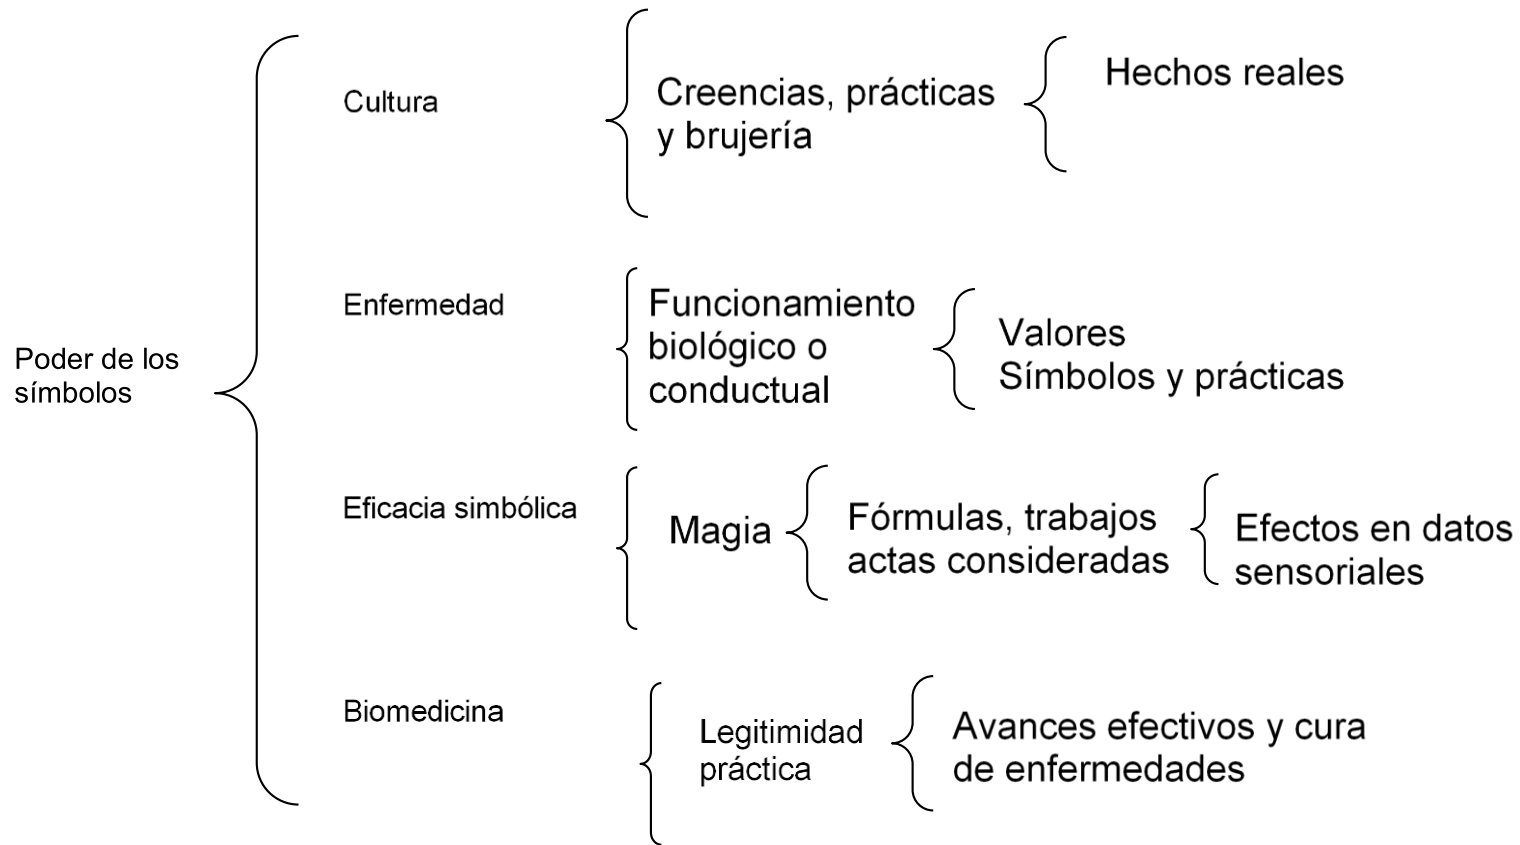 Poder de los
símbolos
Cultura
Creencias, prácticas
y brujería
Hechos reales
Enfermedad
Funcionamiento
biológico o
conductual
Valores
Símbolos y prácticas
Eficacia simbólica
Magia
Fórmulas, trabajos
actas consideradas
Efectos en datos
sensoriales
Biomedicina
Legitimidad
práctica
Avances efectivos y cura
de enfermedades